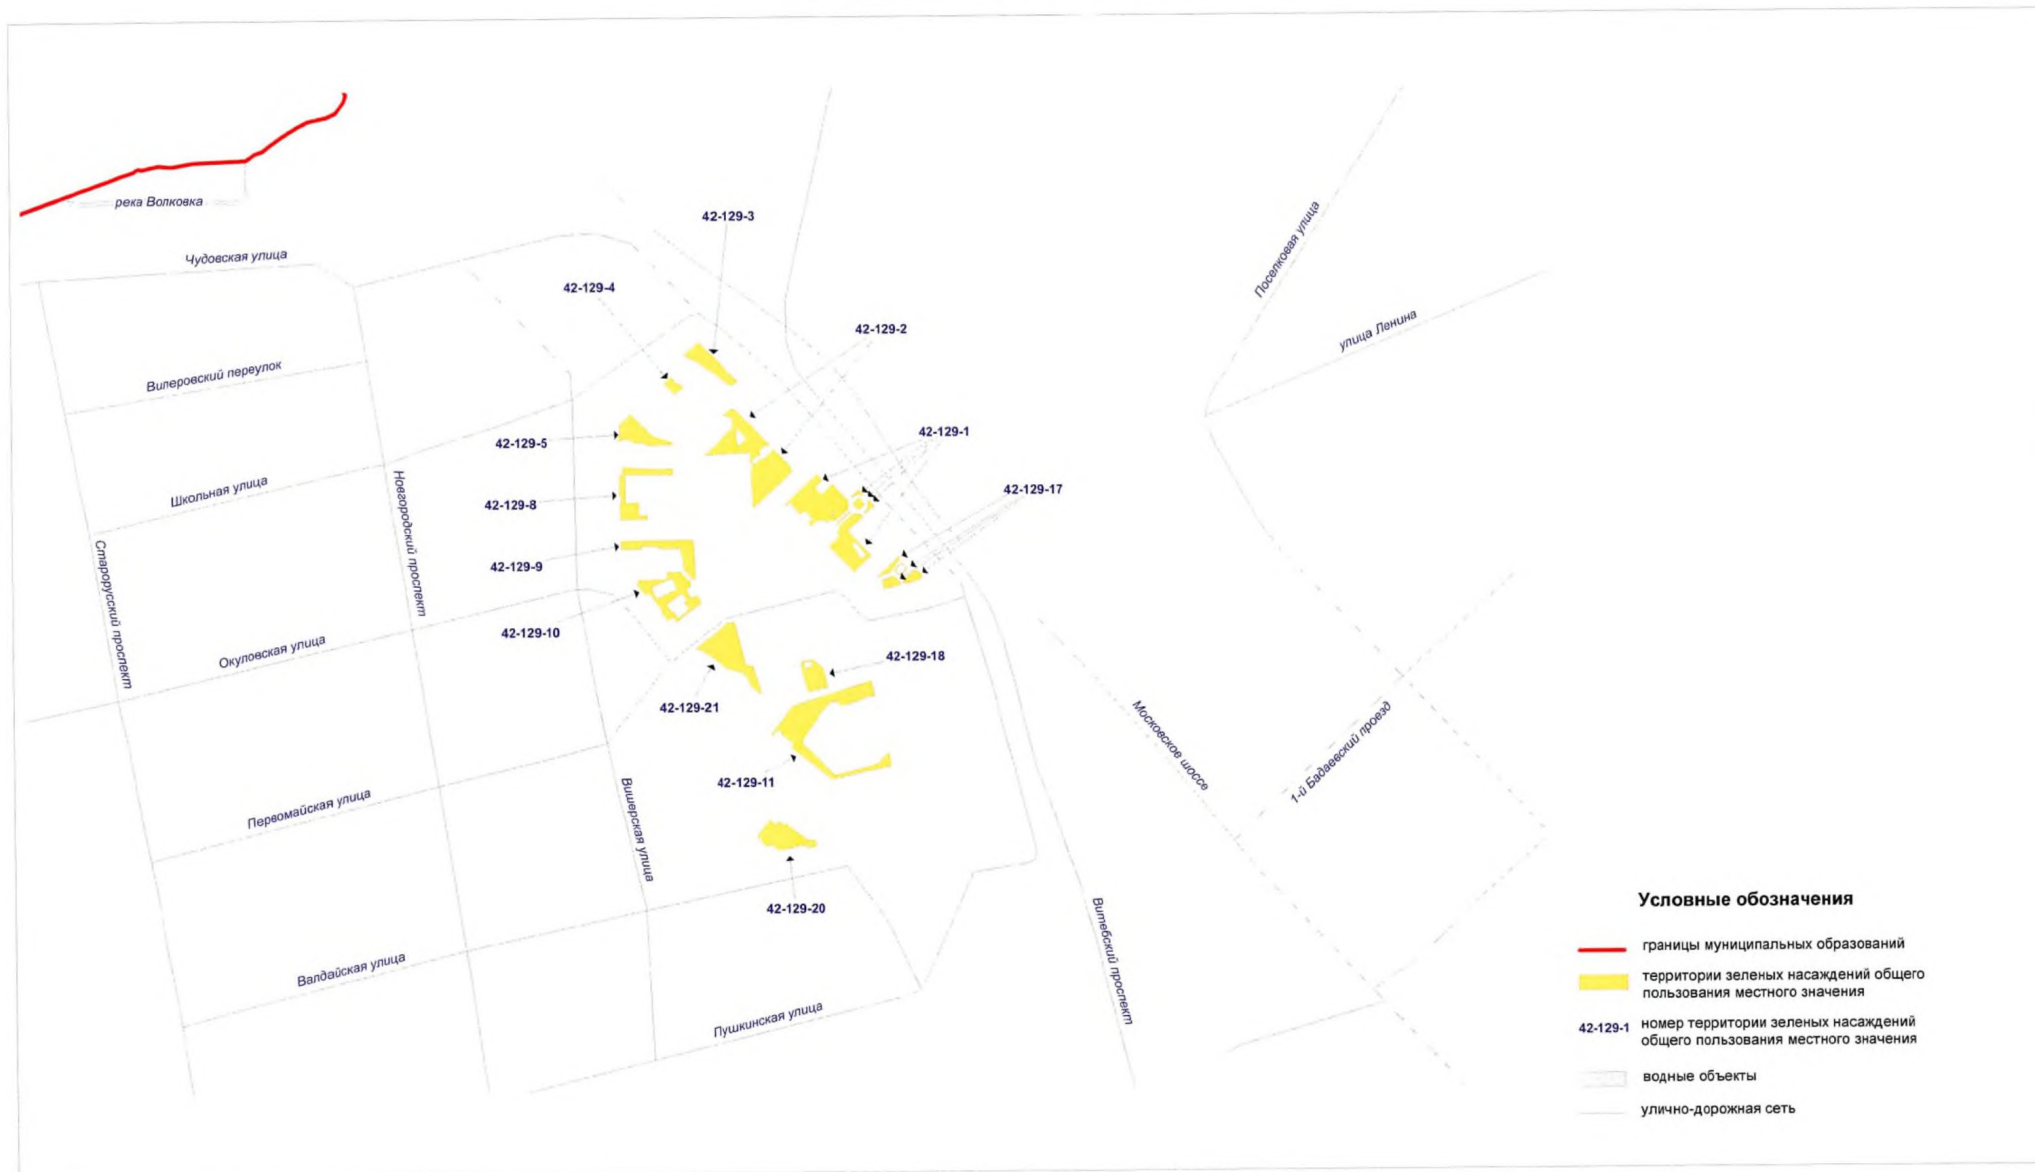 река Волковка
Чудовская улица
42-129-3
42-129-4
42-129-2
Поселковая улица
улица Ленина
Вилеровский переулок
42-129-5
42-129-1
Школьная улица
Новгородский проспект
42-129-8
42-129-17
Старорусский проспект
42-129-9
42-129-10
Окуловская улица
42-129-18
42-129-21
Московское шоссе
1-й Бадаевский проезд
42-129-11
Первомайская улица
Вишерская улица
42-129-20
Витебский проспект
Валдайская улица
Пушкинская улица
Условные обозначения
границы муниципальных образований
территории зеленых насаждений общего
пользования местного значения
42-129-1 номер территории зеленых насаждений
общего пользования местного значения
водные объекты
улично-дорожная сеть